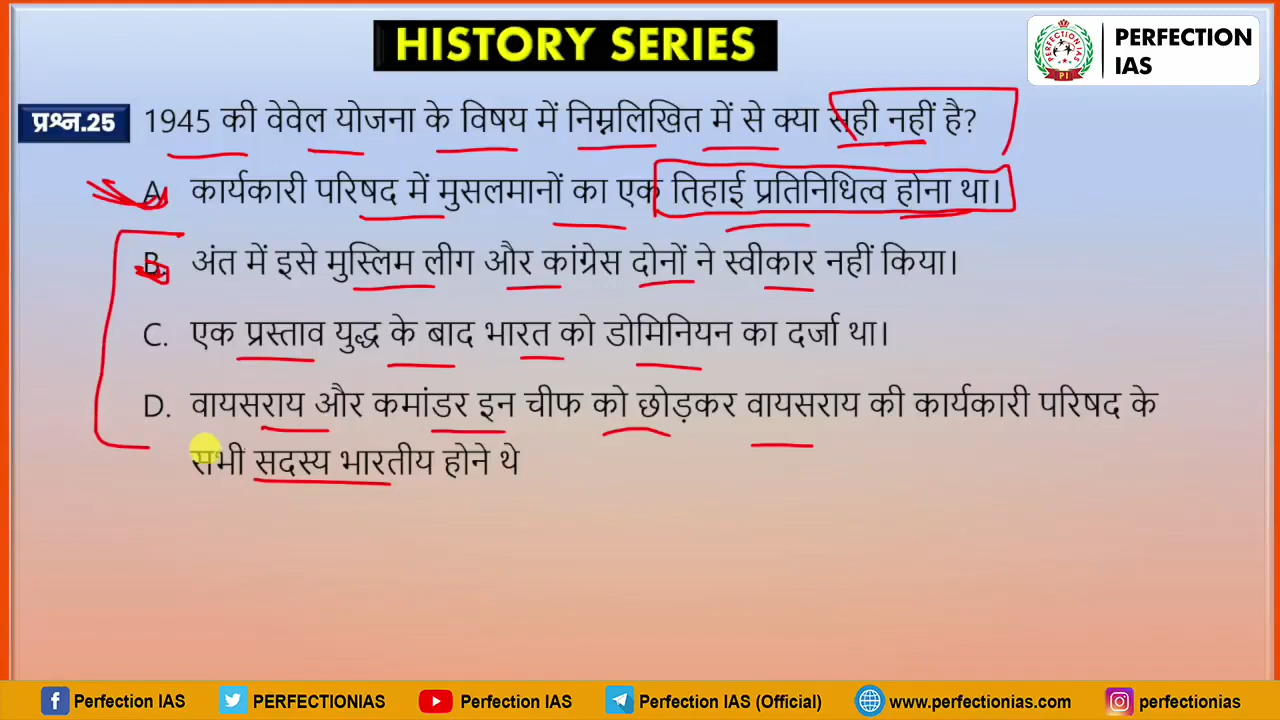 HISTORY SERIES
PERFECTION IAS
PERFECTION
IAS
PI
प्रश्न.25
1945 की वेवेल योजना के विषय में निम्नलिखित में से क्या सही नहीं है?
A. कार्यकारी परिषद में मुसलमानों का एक तिहाई प्रतिनिधित्व होना था।
B. अंत में इसे मुस्लिम लीग और कांग्रेस दोनों ने स्वीकार नहीं किया।
C. एक प्रस्ताव युद्ध के बाद भारत को डोमिनियन का दर्जा था।
D. वायसराय और कमांडर इन चीफ को छोड़कर वायसराय की कार्यकारी परिषद के
सभी सदस्य भारतीय होने थे
Perfection IAS PERFECTIONIAS Perfection IAS Perfection IAS (Official) www.perfectionias.com perfectionias